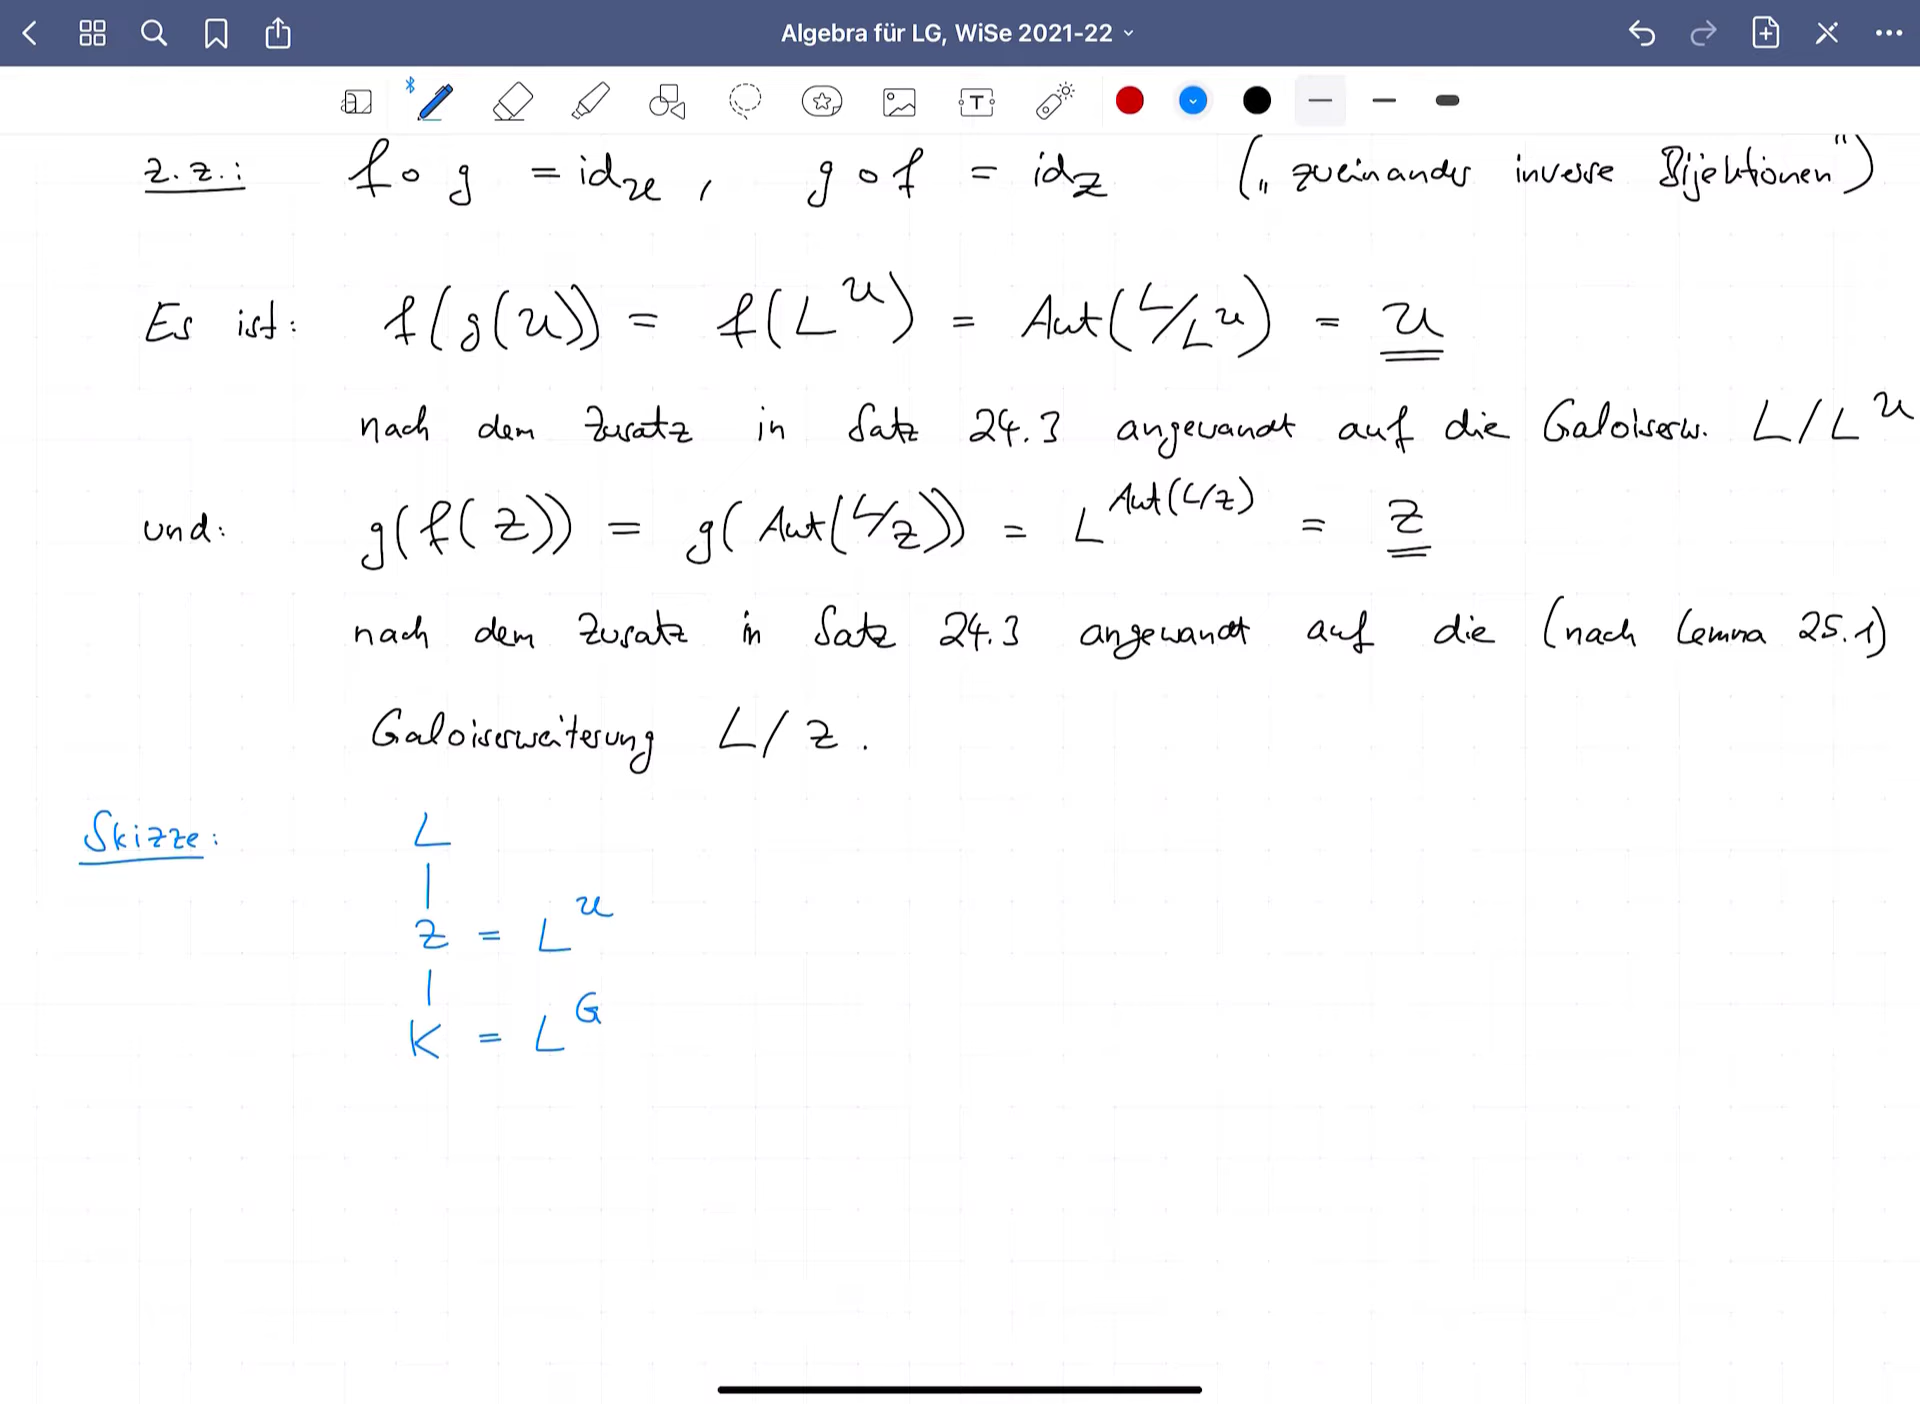 Algebra für LG, WiSe 2021-22
z.z.: f ∘ g = id_U , g ∘ f = id_Z („zueinander inverse Bijektionen")
Es ist: f(g(U)) = f(L^U) = Aut(L/L^U) = U
nach dem Zusatz in Satz 24.3 angewandt auf die Galoiserw. L/L^U
und: g(f(Z)) = g(Aut(L/Z)) = L^Aut(L/Z) = Z
nach dem Zusatz in Satz 24.3 angewandt auf die (nach Lemma 25.1)
Galoiserweiterung L/Z.
Skizze: L
|
Z = L^U
|
K = L^G